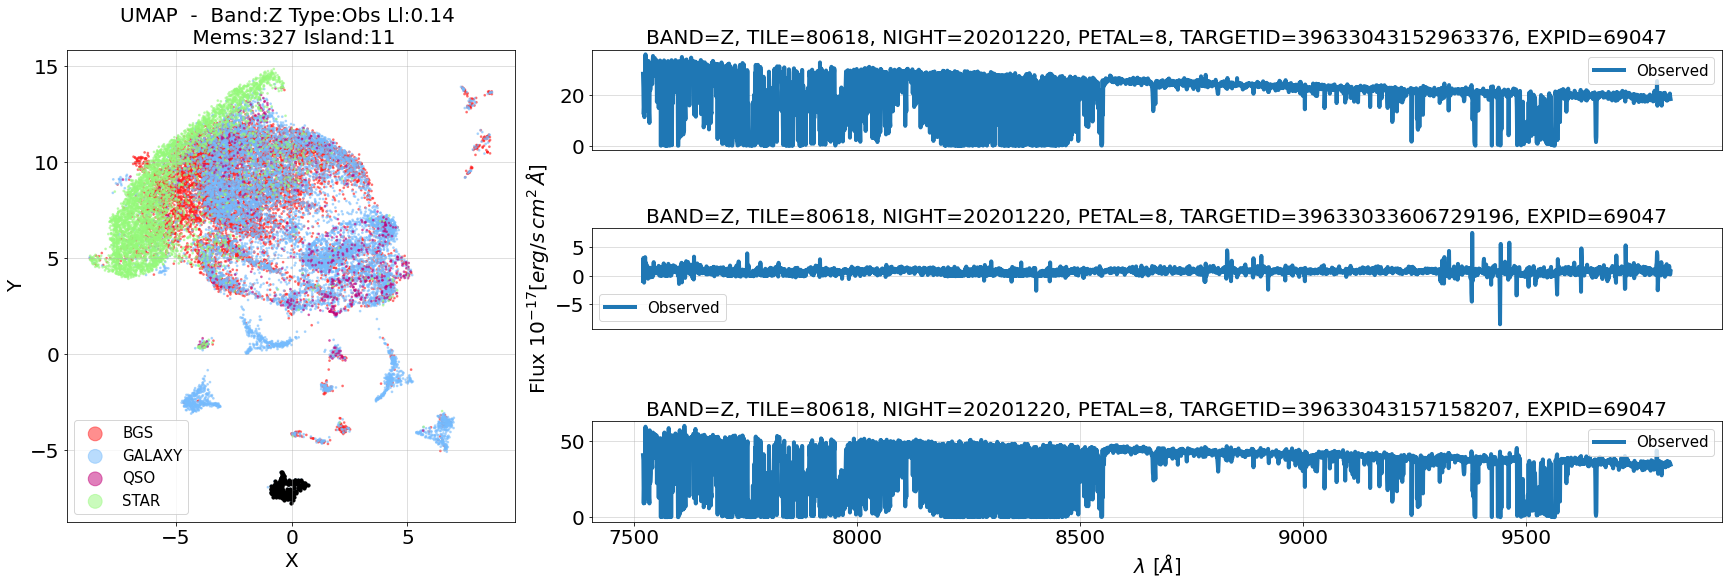 UMAP - Band:Z Type:Obs Ll:0.14
Mems:327 Island:11
15
10
5
0
−5
Y
−5
0
5
X
BGS
GALAXY
QSO
STAR
Flux 10⁻¹⁷[erg/s cm² Å]
BAND=Z, TILE=80618, NIGHT=20201220, PETAL=8, TARGETID=39633043152963376, EXPID=69047
20
0
Observed
BAND=Z, TILE=80618, NIGHT=20201220, PETAL=8, TARGETID=39633033606729196, EXPID=69047
5
0
−5
Observed
BAND=Z, TILE=80618, NIGHT=20201220, PETAL=8, TARGETID=39633043157158207, EXPID=69047
50
0
Observed
7500
8000
8500
9000
9500
λ [Å]